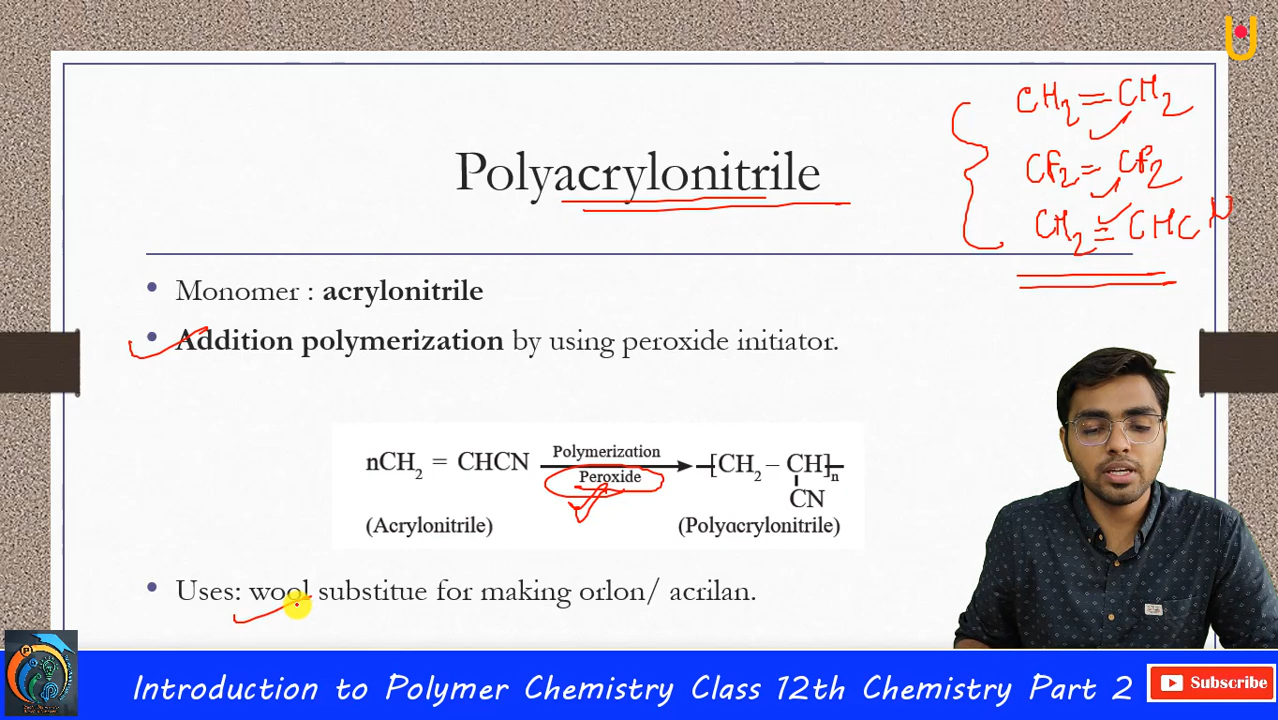 CH2=CH2
CF2=CF2
CH2=CHCN
Polyacrylonitrile
• Monomer : acrylonitrile
• Addition polymerization by using peroxide initiator.
nCH2 = CHCN Polymerization Peroxide –[CH2 – CH]n–
CN
(Acrylonitrile) (Polyacrylonitrile)
• Uses: wool substitue for making orlon/ acrilan.
Introduction to Polymer Chemistry Class 12th Chemistry Part 2
Subscribe